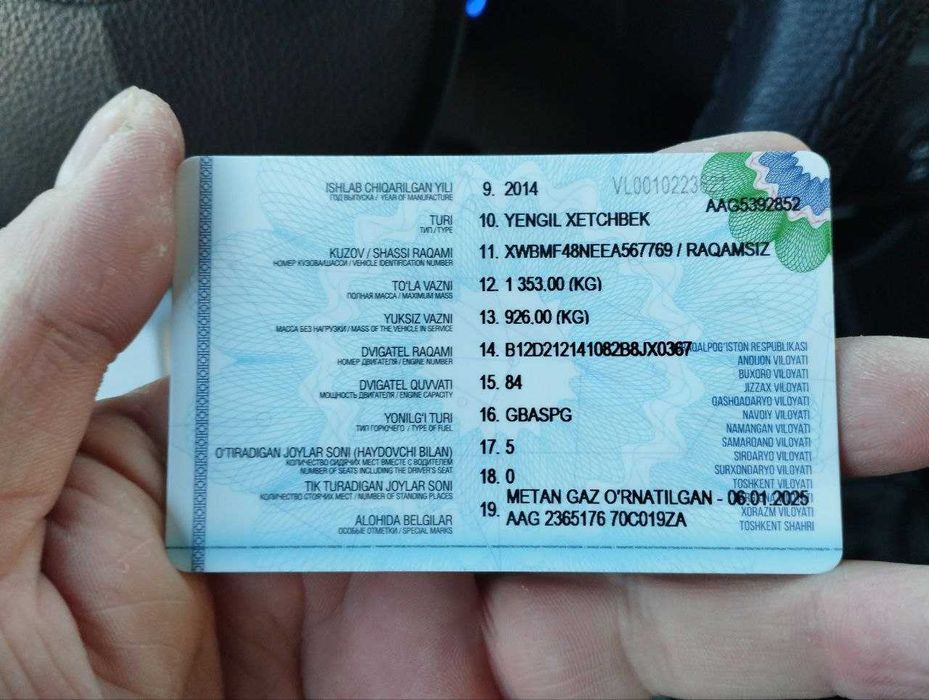 ISHLAB CHIQARILGAN YILI 9. 2014 VL0010223621
ГОД ВЫПУСКА / YEAR OF MANUFACTURE
AAG5392852
TURI 10. YENGIL XETCHBEK
ТИП / TYPE
KUZOV / SHASSI RAQAMI 11. XWBMF48NEEA567769 / RAQAMSIZ
НОМЕР КУЗОВА/ШАССИ / VEHICLE IDENTIFICATION NUMBER
TO'LA VAZNI 12. 1 353.00 (KG)
ПОЛНАЯ МАССА / MAXIMUM MASS
YUKSIZ VAZNI 13. 926.00 (KG)
МАССА БЕЗ НАГРУЗКИ / MASS OF THE VEHICLE IN SERVICE
DVIGATEL RAQAMI 14. B12D212141082B8JX0367
НОМЕР ДВИГАТЕЛЯ / ENGINE NUMBER
DVIGATEL QUVVATI 15. 84
МОЩНОСТЬ ДВИГАТЕЛЯ / ENGINE CAPACITY
YONILG'I TURI 16. GBASPG
ТИП ГОРЮЧЕГО / TYPE OF FUEL
O'TIRADIGAN JOYLAR SONI (HAYDOVCHI BILAN) 17. 5
КОЛИЧЕСТВО СИДЯЧИХ МЕСТ ВМЕСТЕ С ВОДИТЕЛЕМ
NUMBER OF SEATS INCLUDING THE DRIVER'S SEAT
TIK TURADIGAN JOYLAR SONI 18. 0
КОЛИЧЕСТВО СТОЯЧИХ МЕСТ / NUMBER OF STANDING PLACES
ALOHIDA BELGILAR 19. METAN GAZ O'RNATILGAN - 06 01 2025
ОСОБЫЕ ОТМЕТКИ / SPECIAL MARKS
AAG 2365176 70C019ZA
RESPUBLIKASI
ANDIJON VILOYATI
BUXORO VILOYATI
JIZZAX VILOYATI
QASHQADARYO VILOYATI
NAVOIY VILOYATI
NAMANGAN VILOYATI
SAMARQAND VILOYATI
SIRDARYO VILOYATI
SURXONDARYO VILOYATI
TOSHKENT VILOYATI
XORAZM VILOYATI
TOSHKENT SHAHRI